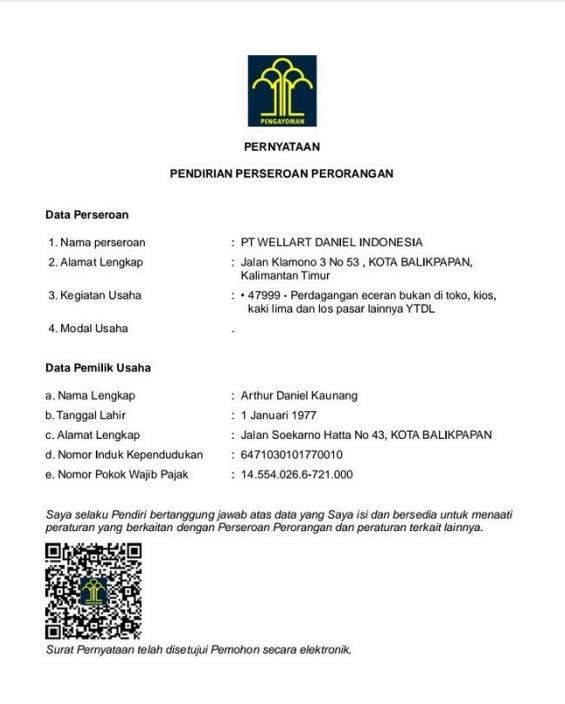 PENGAYOMAN
PERNYATAAN
PENDIRIAN PERSEROAN PERORANGAN
Data Perseroan
1. Nama perseroan : PT WELLART DANIEL INDONESIA
2. Alamat Lengkap : Jalan Klamono 3 No 53 , KOTA BALIKPAPAN,
Kalimantan Timur
3. Kegiatan Usaha : • 47999 - Perdagangan eceran bukan di toko, kios,
kaki lima dan los pasar lainnya YTDL
4. Modal Usaha .
Data Pemilik Usaha
a. Nama Lengkap : Arthur Daniel Kaunang
b. Tanggal Lahir : 1 Januari 1977
c. Alamat Lengkap : Jalan Soekarno Hatta No 43, KOTA BALIKPAPAN
d. Nomor Induk Kependudukan : 6471030101770010
e. Nomor Pokok Wajib Pajak : 14.554.026.6-721.000
Saya selaku Pendiri bertanggung jawab atas data yang Saya isi dan bersedia untuk menaati
peraturan yang berkaitan dengan Perseroan Perorangan dan peraturan terkait lainnya.
Surat Pernyataan telah disetujui Pemohon secara elektronik.